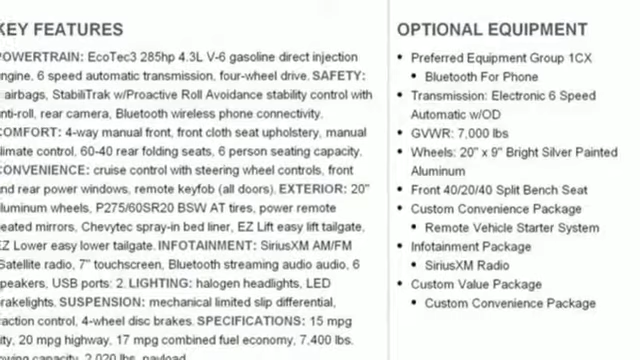 KEY FEATURES
POWERTRAIN: EcoTec3 285hp 4.3L V-6 gasoline direct injection
engine, 6 speed automatic transmission, four-wheel drive. SAFETY:
airbags, StabiliTrak w/Proactive Roll Avoidance stability control with
anti-roll, rear camera, Bluetooth wireless phone connectivity.
COMFORT: 4-way manual front, front cloth seat upholstery, manual
climate control, 60-40 rear folding seats, 6 person seating capacity.
CONVENIENCE: cruise control with steering wheel controls, front
and rear power windows, remote keyfob (all doors). EXTERIOR: 20"
aluminum wheels, P275/60SR20 BSW AT tires, power remote
heated mirrors, Chevytec spray-in bed liner, EZ Lift easy lift tailgate,
EZ Lower easy lower tailgate. INFOTAINMENT: SiriusXM AM/FM
Satellite radio, 7" touchscreen, Bluetooth streaming audio audio, 6
speakers, USB ports: 2. LIGHTING: halogen headlights, LED
brakelights. SUSPENSION: mechanical limited slip differential,
traction control, 4-wheel disc brakes. SPECIFICATIONS: 15 mpg
city, 20 mpg highway, 17 mpg combined fuel economy, 7,400 lbs.
towing capacity, 2,020 lbs. payload
OPTIONAL EQUIPMENT
• Preferred Equipment Group 1CX
• Bluetooth For Phone
• Transmission: Electronic 6 Speed
Automatic w/OD
• GVWR: 7,000 lbs
• Wheels: 20" x 9" Bright Silver Painted
Aluminum
• Front 40/20/40 Split Bench Seat
• Custom Convenience Package
• Remote Vehicle Starter System
• Infotainment Package
• SiriusXM Radio
• Custom Value Package
• Custom Convenience Package